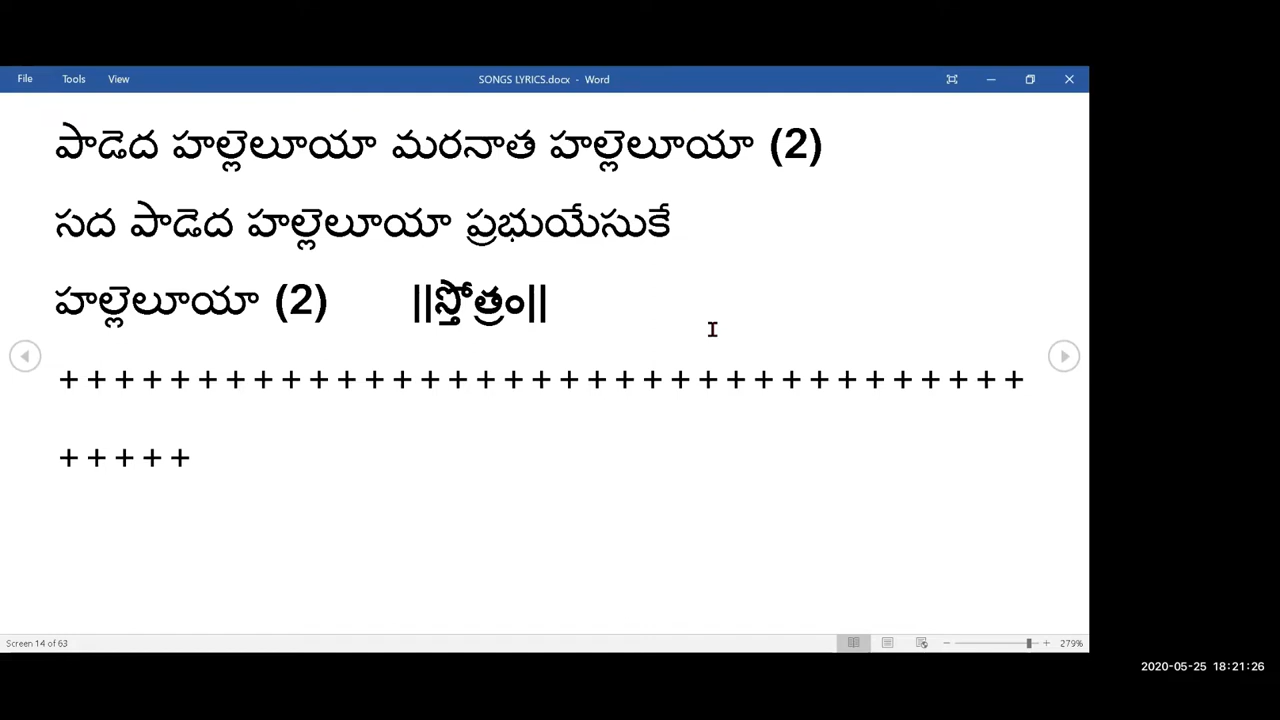 File Tools View SONGS LYRICS.docx - Word
పాడెద హల్లెలూయా మరనాత హల్లెలూయా (2)
సద పాడెద హల్లెలూయా ప్రభుయేసుకే
హల్లెలూయా (2) ||స్తోత్రం||
+++++++++++++++++++++++++++++++++++
+++++
Screen 14 of 63 279%
2020-05-25 18:21:26